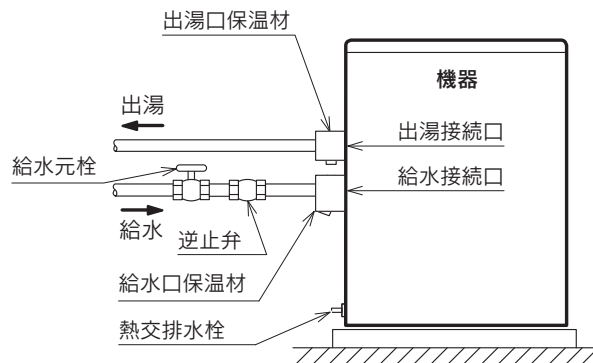 出湯口保温材
機器
出湯
出湯接続口
給水元栓
給水接続口
給水
逆止弁
給水口保温材
熱交排水栓